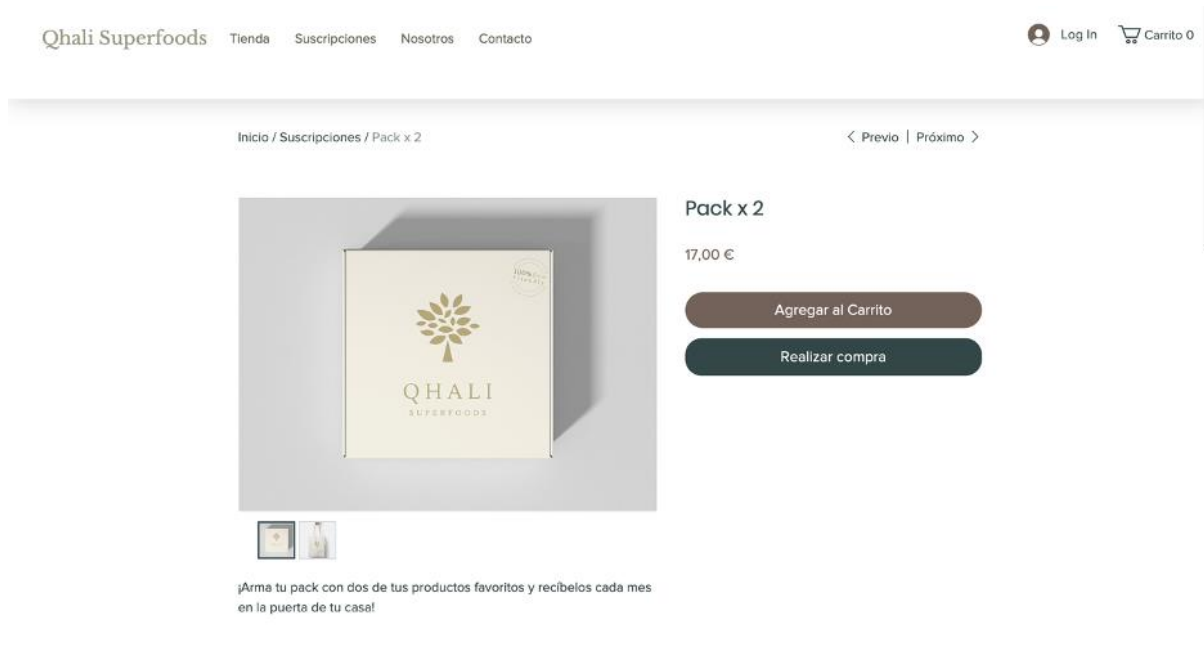 Qhali Superfoods Tienda Suscripciones Nosotros Contacto Log In Carrito 0
Inicio / Suscripciones / Pack x 2 < Previo | Próximo >
Pack x 2
17,00 €
100%
QHALI
SUPERFOODS
Agregar al Carrito
Realizar compra
¡Arma tu pack con dos de tus productos favoritos y recíbelos cada mes
en la puerta de tu casa!